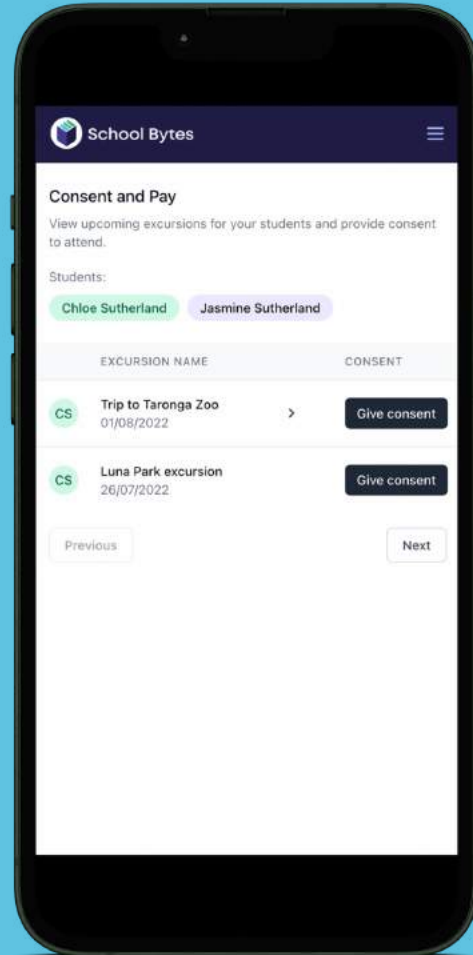 School Bytes
Consent and Pay
View upcoming excursions for your students and provide consent
to attend.
Students:
Chloe Sutherland Jasmine Sutherland
EXCURSION NAME CONSENT
CS Trip to Taronga Zoo > Give consent
01/08/2022
CS Luna Park excursion Give consent
26/07/2022
Previous Next